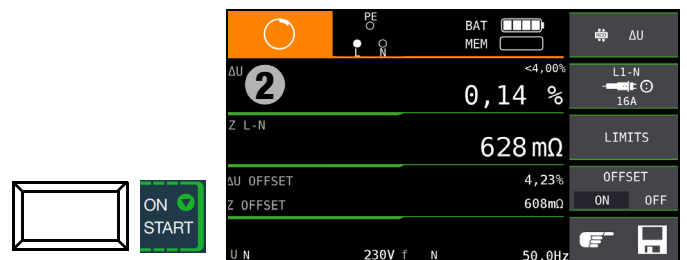 PE
BAT
L N
MEM
ΔU
ΔU
<4,00%
2
0,14 %
L1-N
16A
Z L-N
628 mΩ
LIMITS
ΔU OFFSET 4,23%
OFFSET
Z OFFSET 608mΩ
ON OFF
ON
START
U N 230V f N 50.0Hz